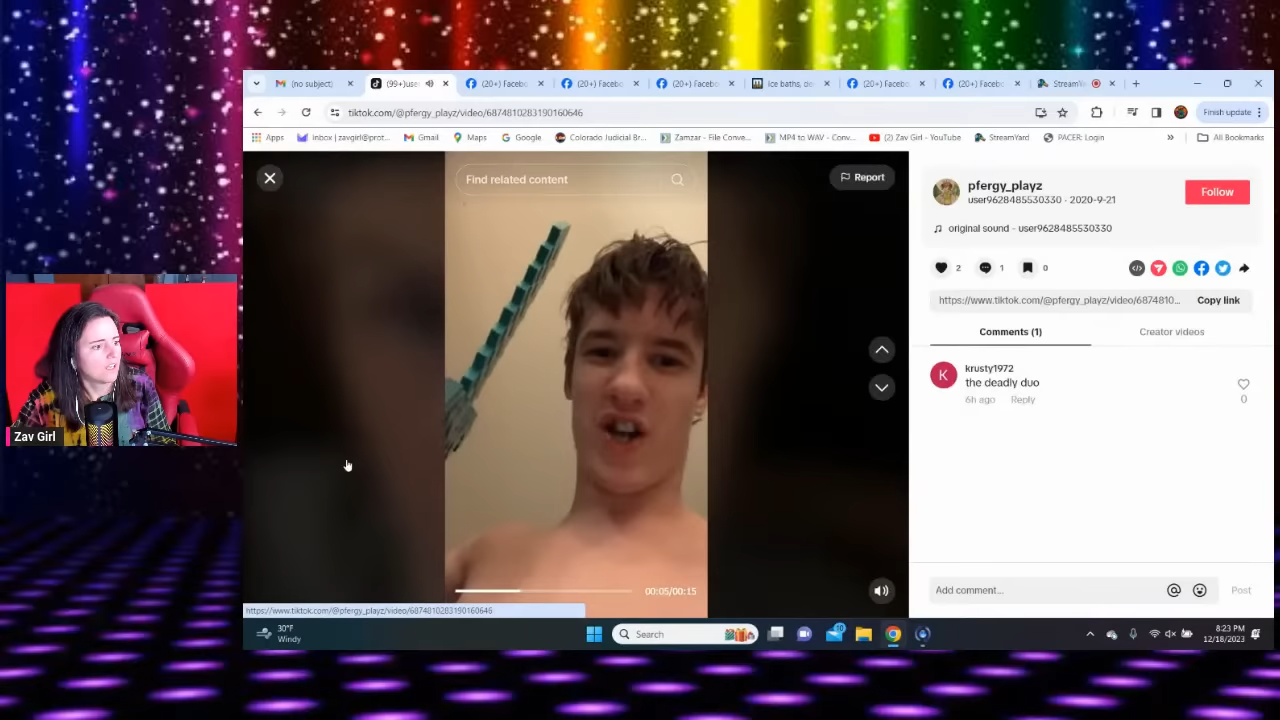 (no subject)
(99+)use
(20+) Facebo
(20+) Facebo
(20+) Facebo
Ice baths, di
(20+) Facebo
(20+) Facebo
StreamY
tiktok.com/@pfergy_playz/video/6874810283190160646
Finish update
Apps
Inbox | zavgirl@prot...
Gmail
Maps
Google
Colorado Judicial Br...
Zamzar - File Conve...
MP4 to WAV - Conv...
(2) Zav Girl - YouTube
StreamYard
PACER: Login
All Bookmarks
Find related content
Report
pfergy_playz
user9628485530330 · 2020-9-21
Follow
original sound - user9628485530330
2
1
0
https://www.tiktok.com/@pfergy_playz/video/6874810...
Copy link
Comments (1)
Creator videos
K
krusty1972
the deadly duo
6h ago
Reply
0
Zav Girl
00:05/00:15
Add comment...
Post
https://www.tiktok.com/@pfergy_playz/video/6874810283190160646
30°F
Windy
Search
8:23 PM
12/18/2023